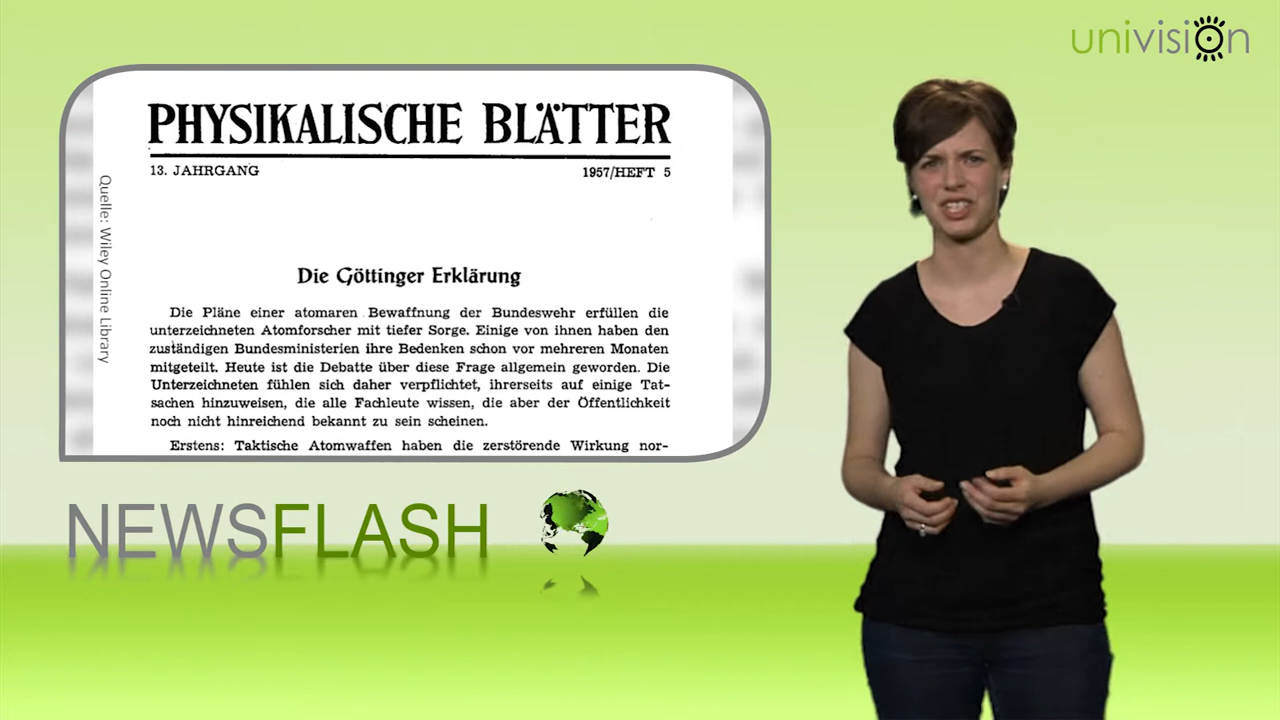 univision
PHYSIKALISCHE BLÄTTER
13. JAHRGANG 1957/HEFT 5
Quelle: Wiley Online Library
Die Göttinger Erklärung
Die Pläne einer atomaren Bewaffnung der Bundeswehr erfüllen die
unterzeichneten Atomforscher mit tiefer Sorge. Einige von ihnen haben den
zuständigen Bundesministerien ihre Bedenken schon vor mehreren Monaten
mitgeteilt. Heute ist die Debatte über diese Frage allgemein geworden. Die
Unterzeichneten fühlen sich daher verpflichtet, ihrerseits auf einige Tat-
sachen hinzuweisen, die alle Fachleute wissen, die aber der Öffentlichkeit
noch nicht hinreichend bekannt zu sein scheinen.
Erstens: Taktische Atomwaffen haben die zerstörende Wirkung nor-
NEWSFLASH